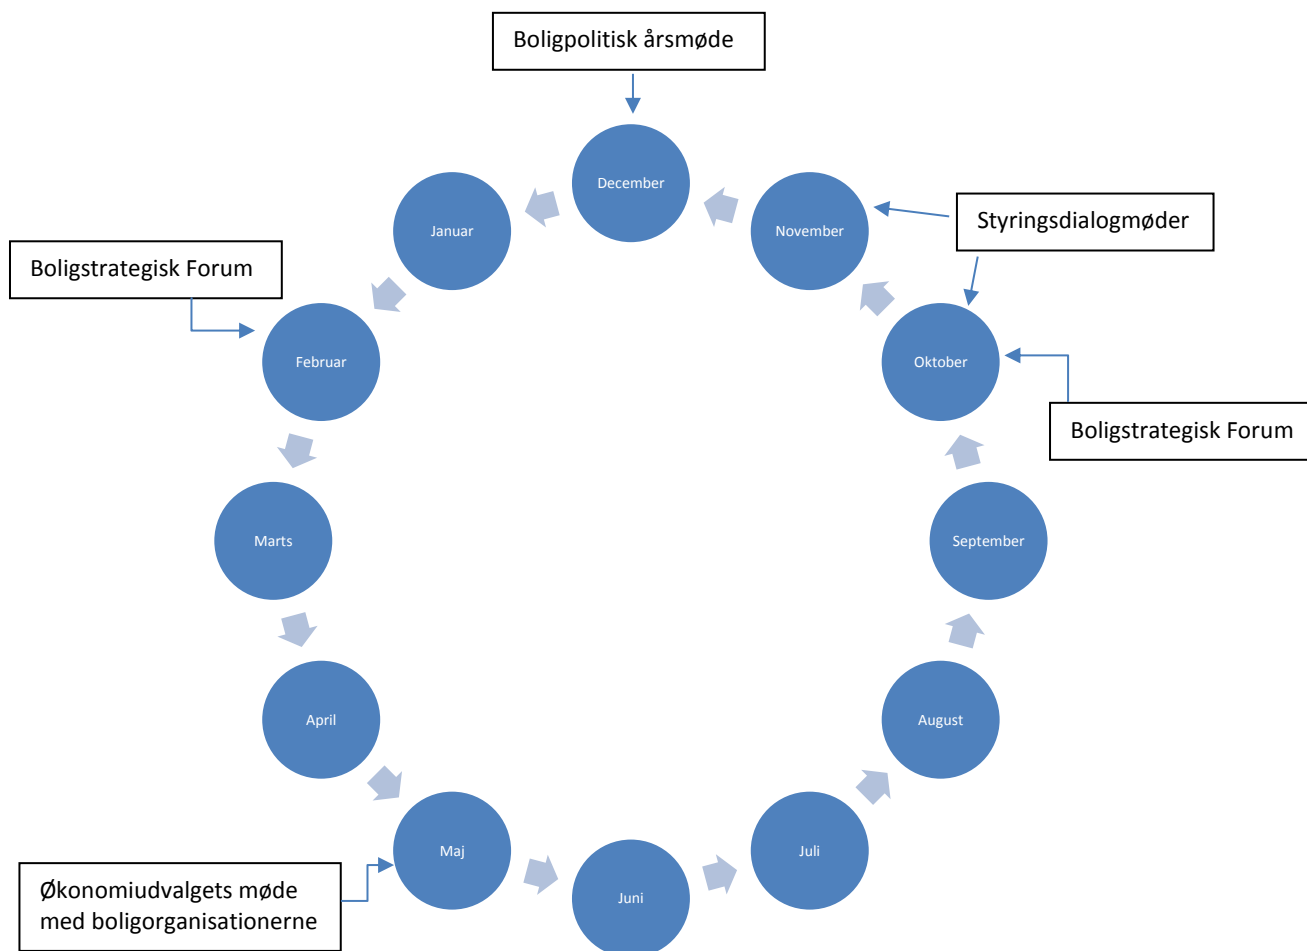 Boligpolitisk årsmøde
December
Januar
November
Styringsdialogmøder
Boligstrategisk Forum
Februar
Oktober
Boligstrategisk Forum
Marts
September
April
August
Maj
Juli
Juni
Økonomiudvalgets møde
med boligorganisationerne